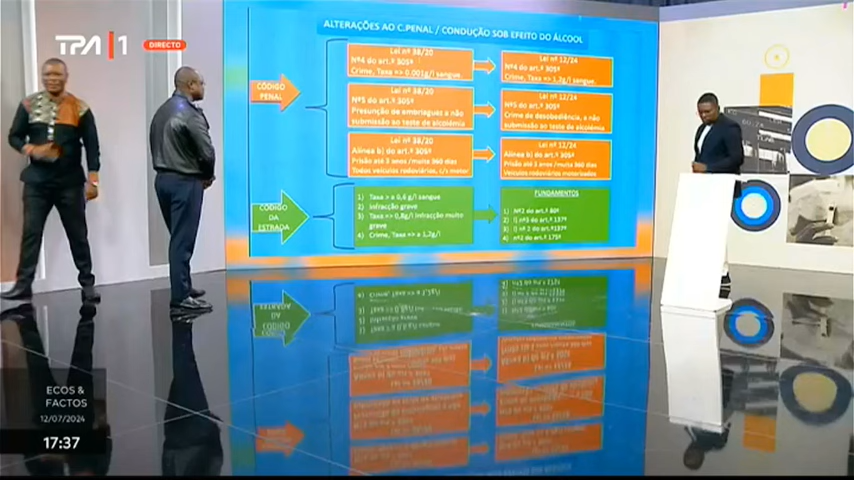 TPA 1
DIRECTO
ALTERAÇÕES AO C.PENAL / CONDUÇÃO SOB EFEITO DO ÁLCOOL
CÓDIGO
PENAL
Lei nº 38/20
Nº4 do art.º 305º
Crime, Taxa => 0.001g/l sangue.
Lei nº 12/24
Nº4 do art.º 305º
Crime, Taxa => 1,2g/l sangue.
Lei nº 38/20
Nº5 do art.º 305º
Presunção de embriagues a não
submissão ao teste de alcoolémia
Lei nº 12/24
Nº5 do art.º 305º
Crime de desobediência, a não
submissão ao teste de alcoolémia
Lei nº 38/20
Alínea b) do art.º 305º
Prisão até 3 anos /multa 360 dias
Todos veículos rodoviários, c/s motor
Lei nº 12/24
Alínea b) do art.º 305º
Prisão até 3 anos /multa 360 dias
Veículos rodoviários motorizados
CÓDIGO
DA
ESTRADA
1) Taxa > a 0,6 g/l sangue
2) Infracção grave
3) Taxa => 0,8g/l Infracção muito
grave
4) Crime, Taxa => a 1,2g/l
FUNDAMENTOS
1) Nº2 do art.º 80º
2) l) nº3 do art.º 137º
3) l) nº 2 do art.º137º
4) nº2 do art.º 175º
ECOS &
FACTOS
12/07/2024
17:37